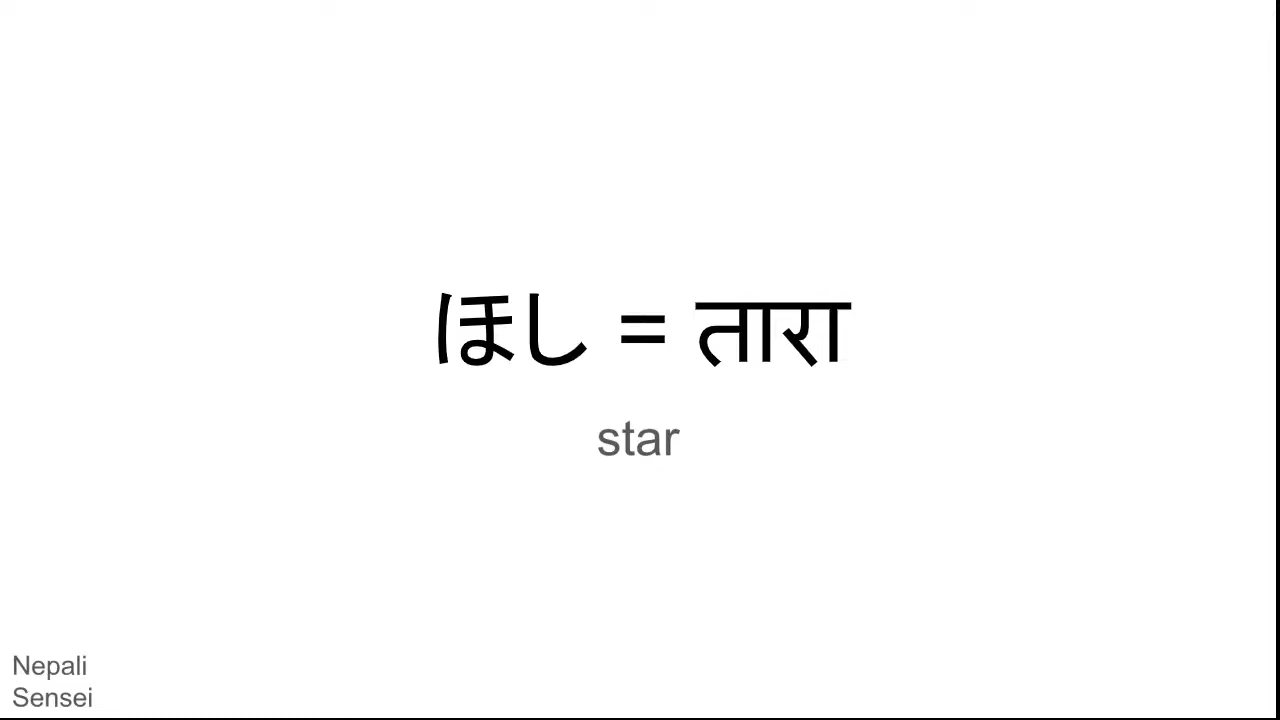 ほし = तारा
star
Nepali
Sensei